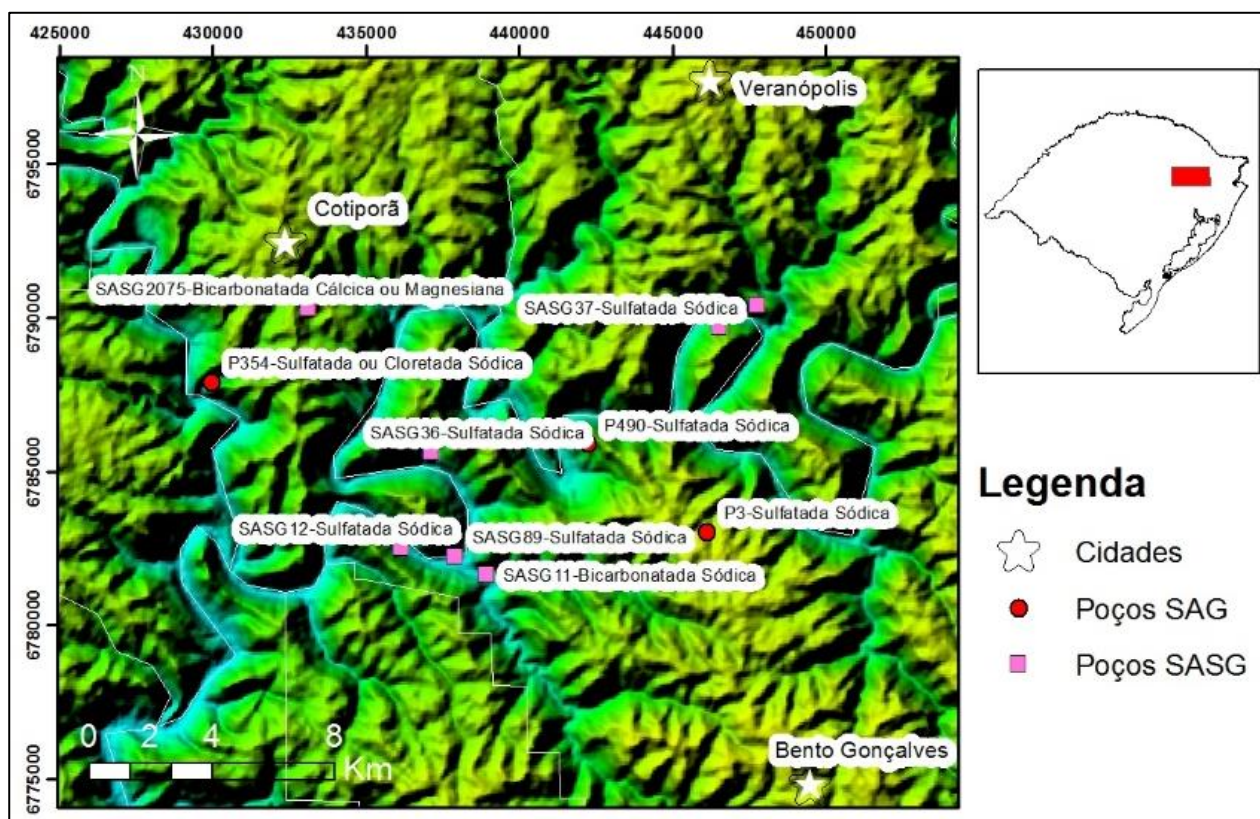 425000 430000 435000 440000 445000 450000
N
Veranópolis
6795000
Cotiporã
SASG2075-Bicarbonatada Cálcica ou Magnesiana
6790000
SASG37-Sulfatada Sódica
P354-Sulfatada ou Cloretada Sódica
SASG36-Sulfatada Sódica
P490-Sulfatada Sódica
6785000
P3-Sulfatada Sódica
SASG12-Sulfatada Sódica
SASG89-Sulfatada Sódica
SASG11-Bicarbonatada Sódica
6780000
0 2 4 8
Km
Bento Gonçalves
6775000
Legenda
Cidades
Poços SAG
Poços SASG